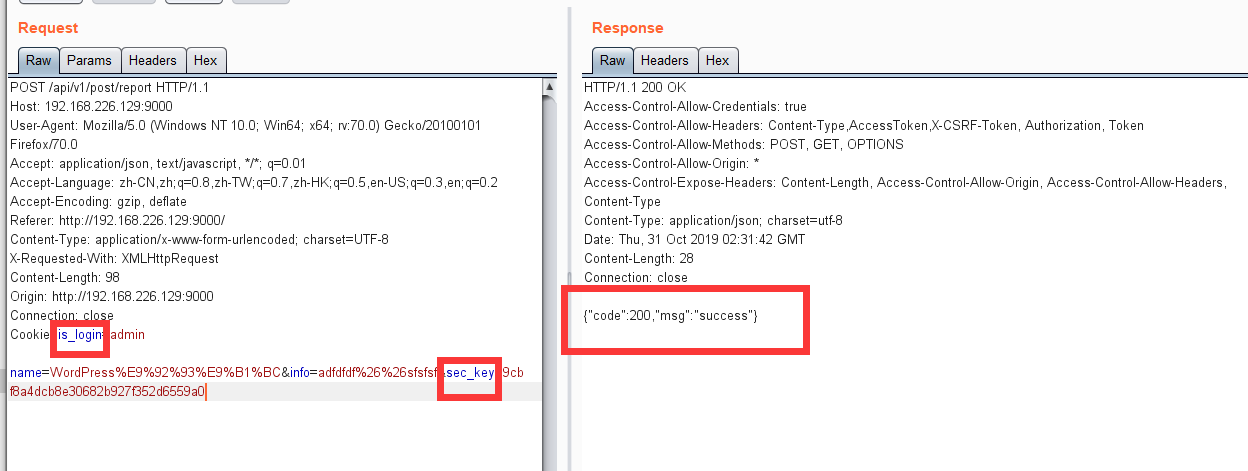 Request
Raw Params Headers Hex
POST /api/v1/post/report HTTP/1.1
Host: 192.168.226.129:9000
User-Agent: Mozilla/5.0 (Windows NT 10.0; Win64; x64; rv:70.0) Gecko/20100101
Firefox/70.0
Accept: application/json, text/javascript, */*; q=0.01
Accept-Language: zh-CN,zh;q=0.8,zh-TW;q=0.7,zh-HK;q=0.5,en-US;q=0.3,en;q=0.2
Accept-Encoding: gzip, deflate
Referer: http://192.168.226.129:9000/
Content-Type: application/x-www-form-urlencoded; charset=UTF-8
X-Requested-With: XMLHttpRequest
Content-Length: 98
Origin: http://192.168.226.129:9000
Connection: close
Cookie: is_login=admin

name=WordPress%E9%92%93%E9%B1%BC&info=adfdfdf%26%26sfsfsf&sec_key=9cb
f8a4dcb8e30682b927f352d6559a0
Response
Raw Headers Hex
HTTP/1.1 200 OK
Access-Control-Allow-Credentials: true
Access-Control-Allow-Headers: Content-Type,AccessToken,X-CSRF-Token, Authorization, Token
Access-Control-Allow-Methods: POST, GET, OPTIONS
Access-Control-Allow-Origin: *
Access-Control-Expose-Headers: Content-Length, Access-Control-Allow-Origin, Access-Control-Allow-Headers,
Content-Type
Content-Type: application/json; charset=utf-8
Date: Thu, 31 Oct 2019 02:31:42 GMT
Content-Length: 28
Connection: close

{"code":200,"msg":"success"}